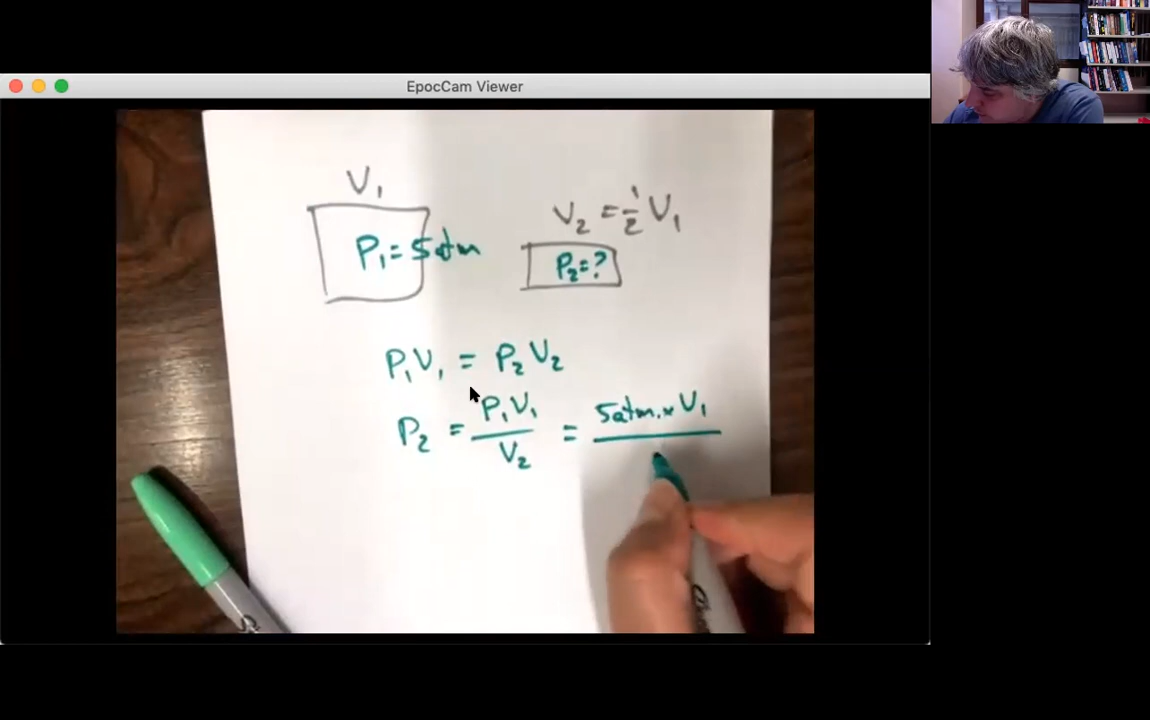 EpocCam Viewer
V₁
V₂ = 1/2 V₁
P₁ = 5atm
P₂ = ?
P₁V₁ = P₂V₂
P₂ = P₁V₁ / V₂ = 5atm. × V₁